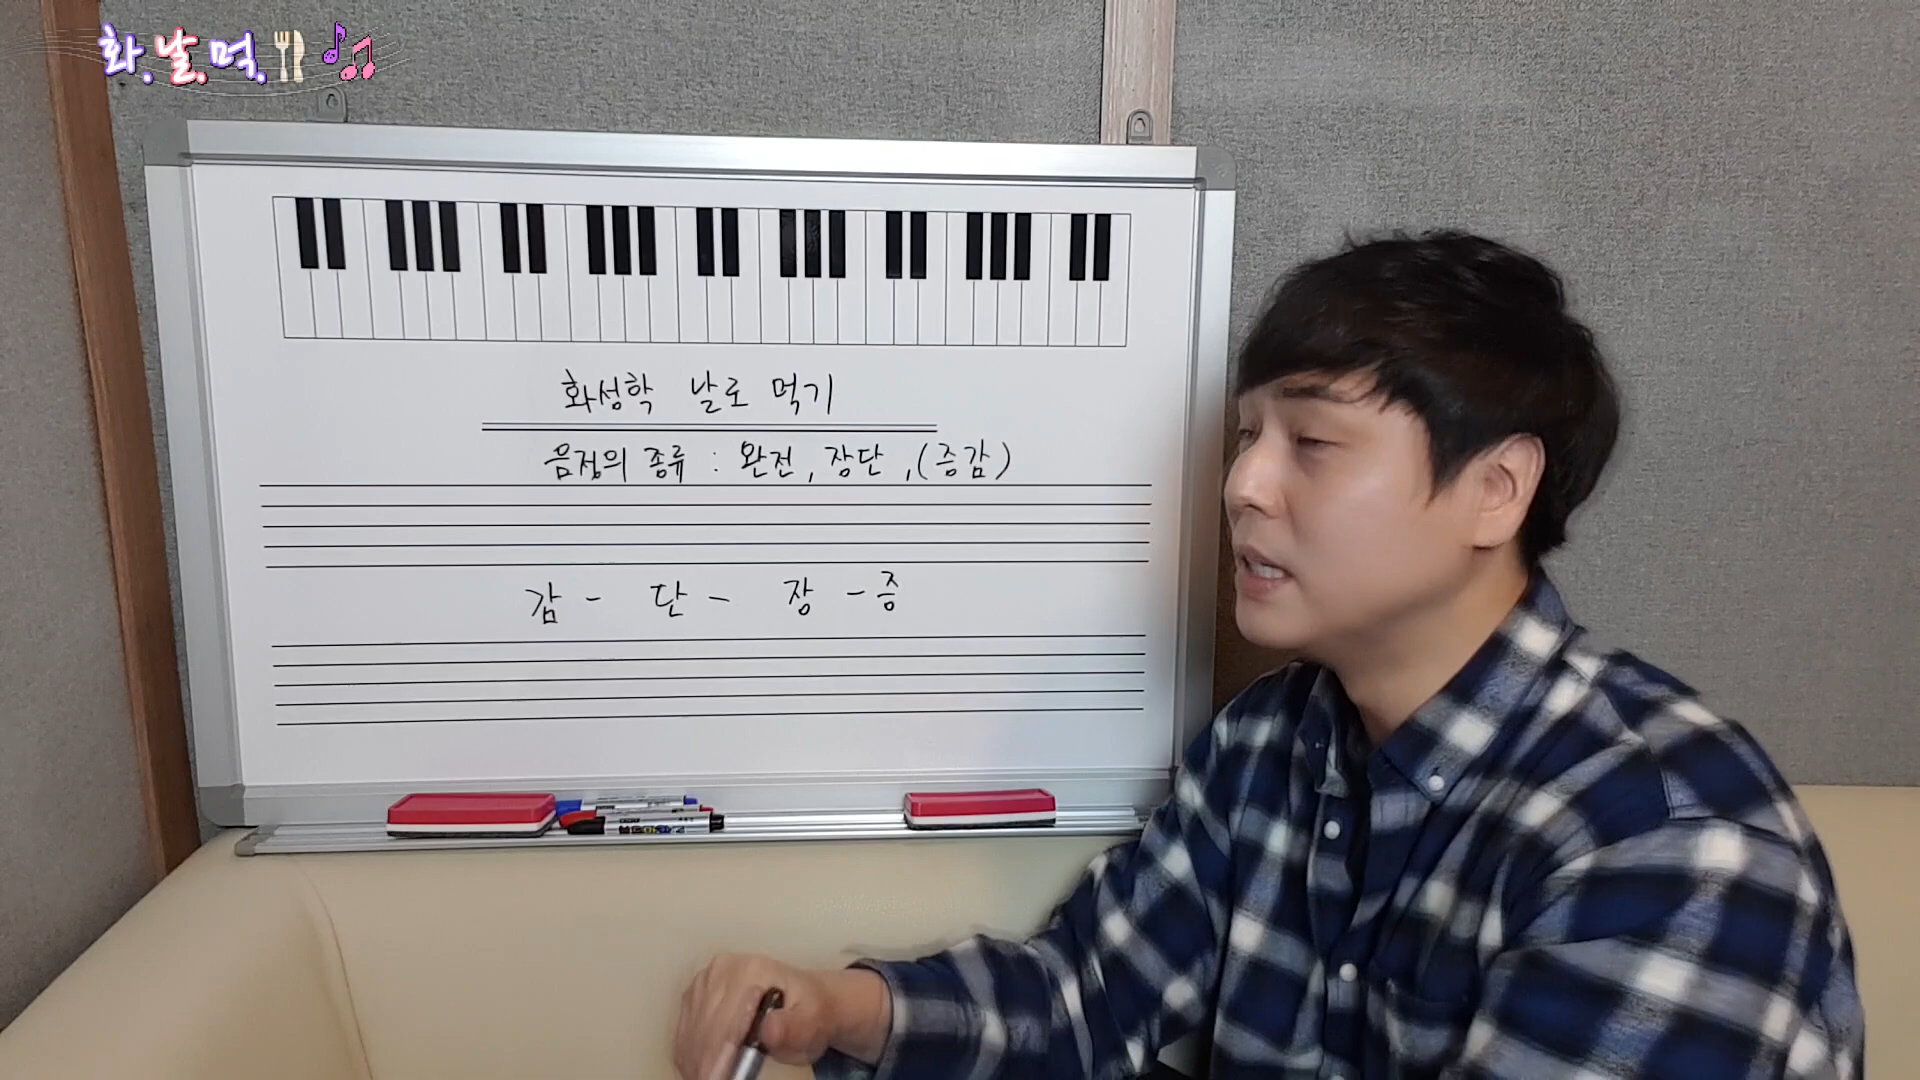 화.날.먹.
화성학 날로 먹기
음정의 종류 : 완전, 장단, (증감)
감 - 단 - 장 - 증